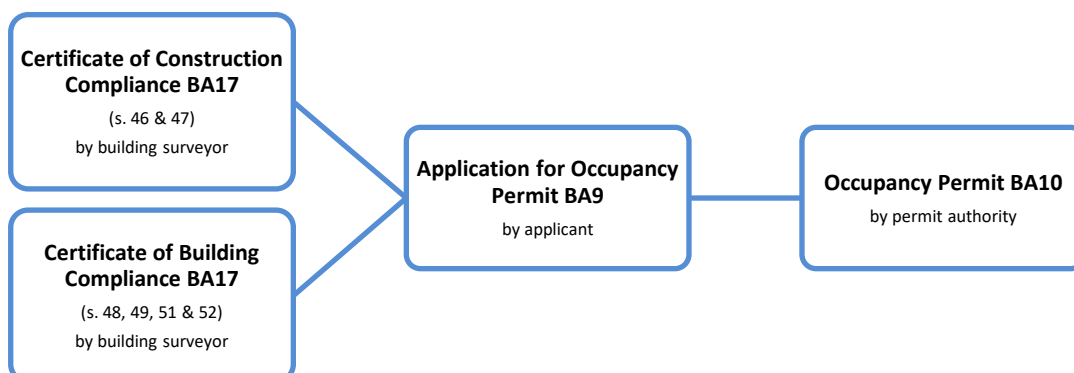 Certificate of Construction
Compliance BA17
(s. 46 & 47)
by building surveyor
Certificate of Building
Compliance BA17
(s. 48, 49, 51 & 52)
by building surveyor
Application for Occupancy
Permit BA9
by applicant
Occupancy Permit BA10
by permit authority